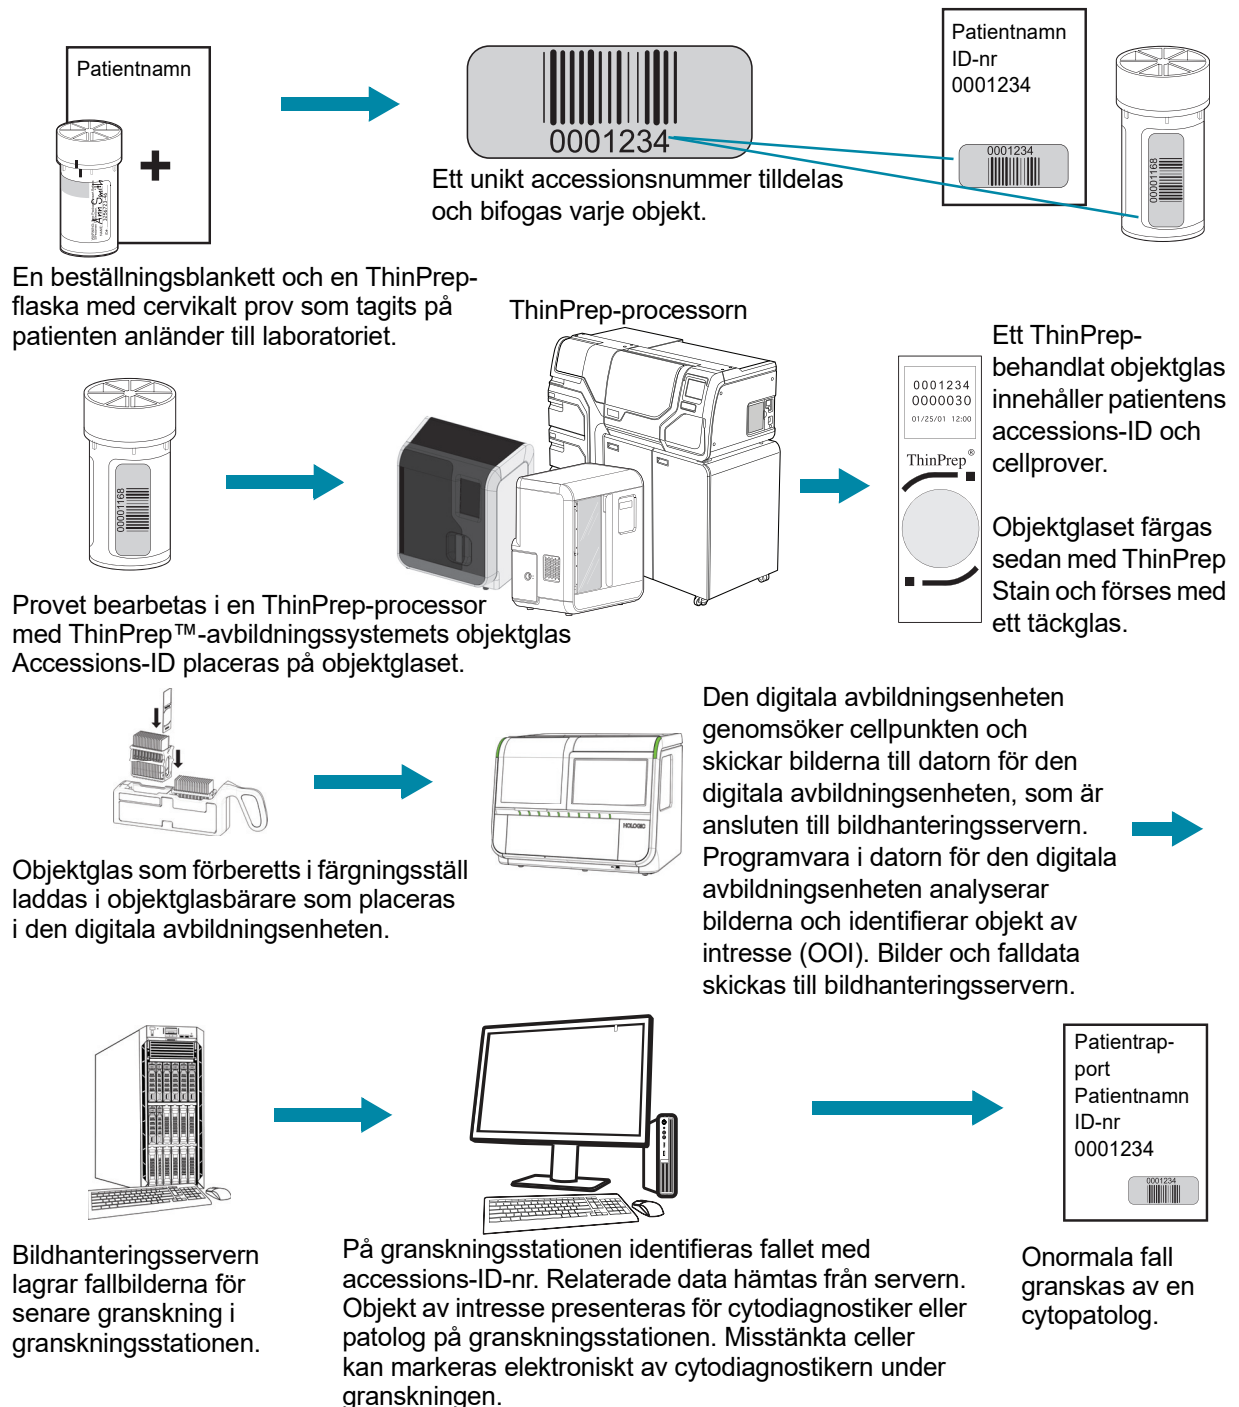 Patientnamn
Ann Smith
0001234
Ett unikt accessionsnummer tilldelas
och bifogas varje objekt.
Patientnamn
ID-nr
0001234
0001234
00001168
En beställningsblankett och en ThinPrep-
flaska med cervikalt prov som tagits på
patienten anländer till laboratoriet.
ThinPrep-processorn
00001168
0001234
0000030
01/25/01 12:00
ThinPrep®
Ett ThinPrep-
behandlat objektglas
innehåller patientens
accessions-ID och
cellprover.
Objektglaset färgas
sedan med ThinPrep
Stain och förses med
ett täckglas.
Provet bearbetas i en ThinPrep-processor
med ThinPrep™-avbildningssystemets objektglas
Accessions-ID placeras på objektglaset.
HOLOGIC
Objektglas som förberetts i färgningsställ
laddas i objektglasbärare som placeras
i den digitala avbildningsenheten.
Den digitala avbildningsenheten
genomsöker cellpunkten och
skickar bilderna till datorn för den
digitala avbildningsenheten, som är
ansluten till bildhanteringsservern.
Programvara i datorn för den digitala
avbildningsenheten analyserar
bilderna och identifierar objekt av
intresse (OOI). Bilder och falldata
skickas till bildhanteringsservern.
Bildhanteringsservern
lagrar fallbilderna för
senare granskning i
granskningsstationen.
På granskningsstationen identifieras fallet med
accessions-ID-nr. Relaterade data hämtas från servern.
Objekt av intresse presenteras för cytodiagnostiker eller
patolog på granskningsstationen. Misstänkta celler
kan markeras elektroniskt av cytodiagnostikern under
granskningen.
Patientrap-
port
Patientnamn
ID-nr
0001234
0001234
Onormala fall
granskas av en
cytopatolog.